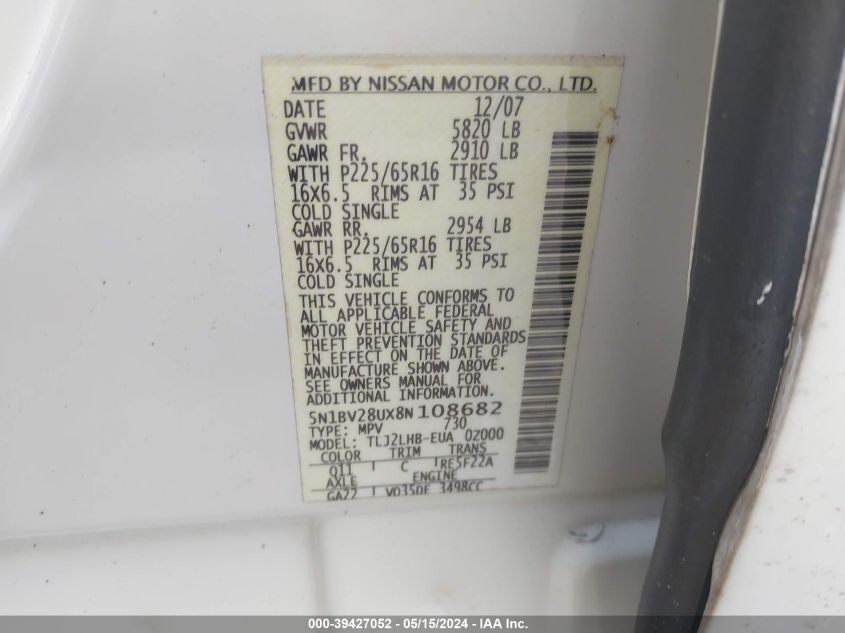 MFD BY NISSAN MOTOR CO., LTD.
DATE 12/07
GVWR 5820 LB
GAWR FR. 2910 LB
WITH P225/65R16 TIRES
16X6.5 RIMS AT 35 PSI
COLD SINGLE
GAWR RR. 2954 LB
WITH P225/65R16 TIRES
16X6.5 RIMS AT 35 PSI
COLD SINGLE
THIS VEHICLE CONFORMS TO
ALL APPLICABLE FEDERAL
MOTOR VEHICLE SAFETY AND
THEFT PREVENTION STANDARDS
IN EFFECT ON THE DATE OF
MANUFACTURE SHOWN ABOVE.
SEE OWNERS MANUAL FOR
ADDITIONAL INFORMATION.
5N1BV28UX8N108682
TYPE: MPV 730
MODEL: TLJ2LHB-EUA 0Z000
COLOR TRIM TRANS
Q11 C RE5F22A
AXLE ENGINE
GA22 VQ35DE 3498CC
000-39427052 - 05/15/2024 - IAA Inc.